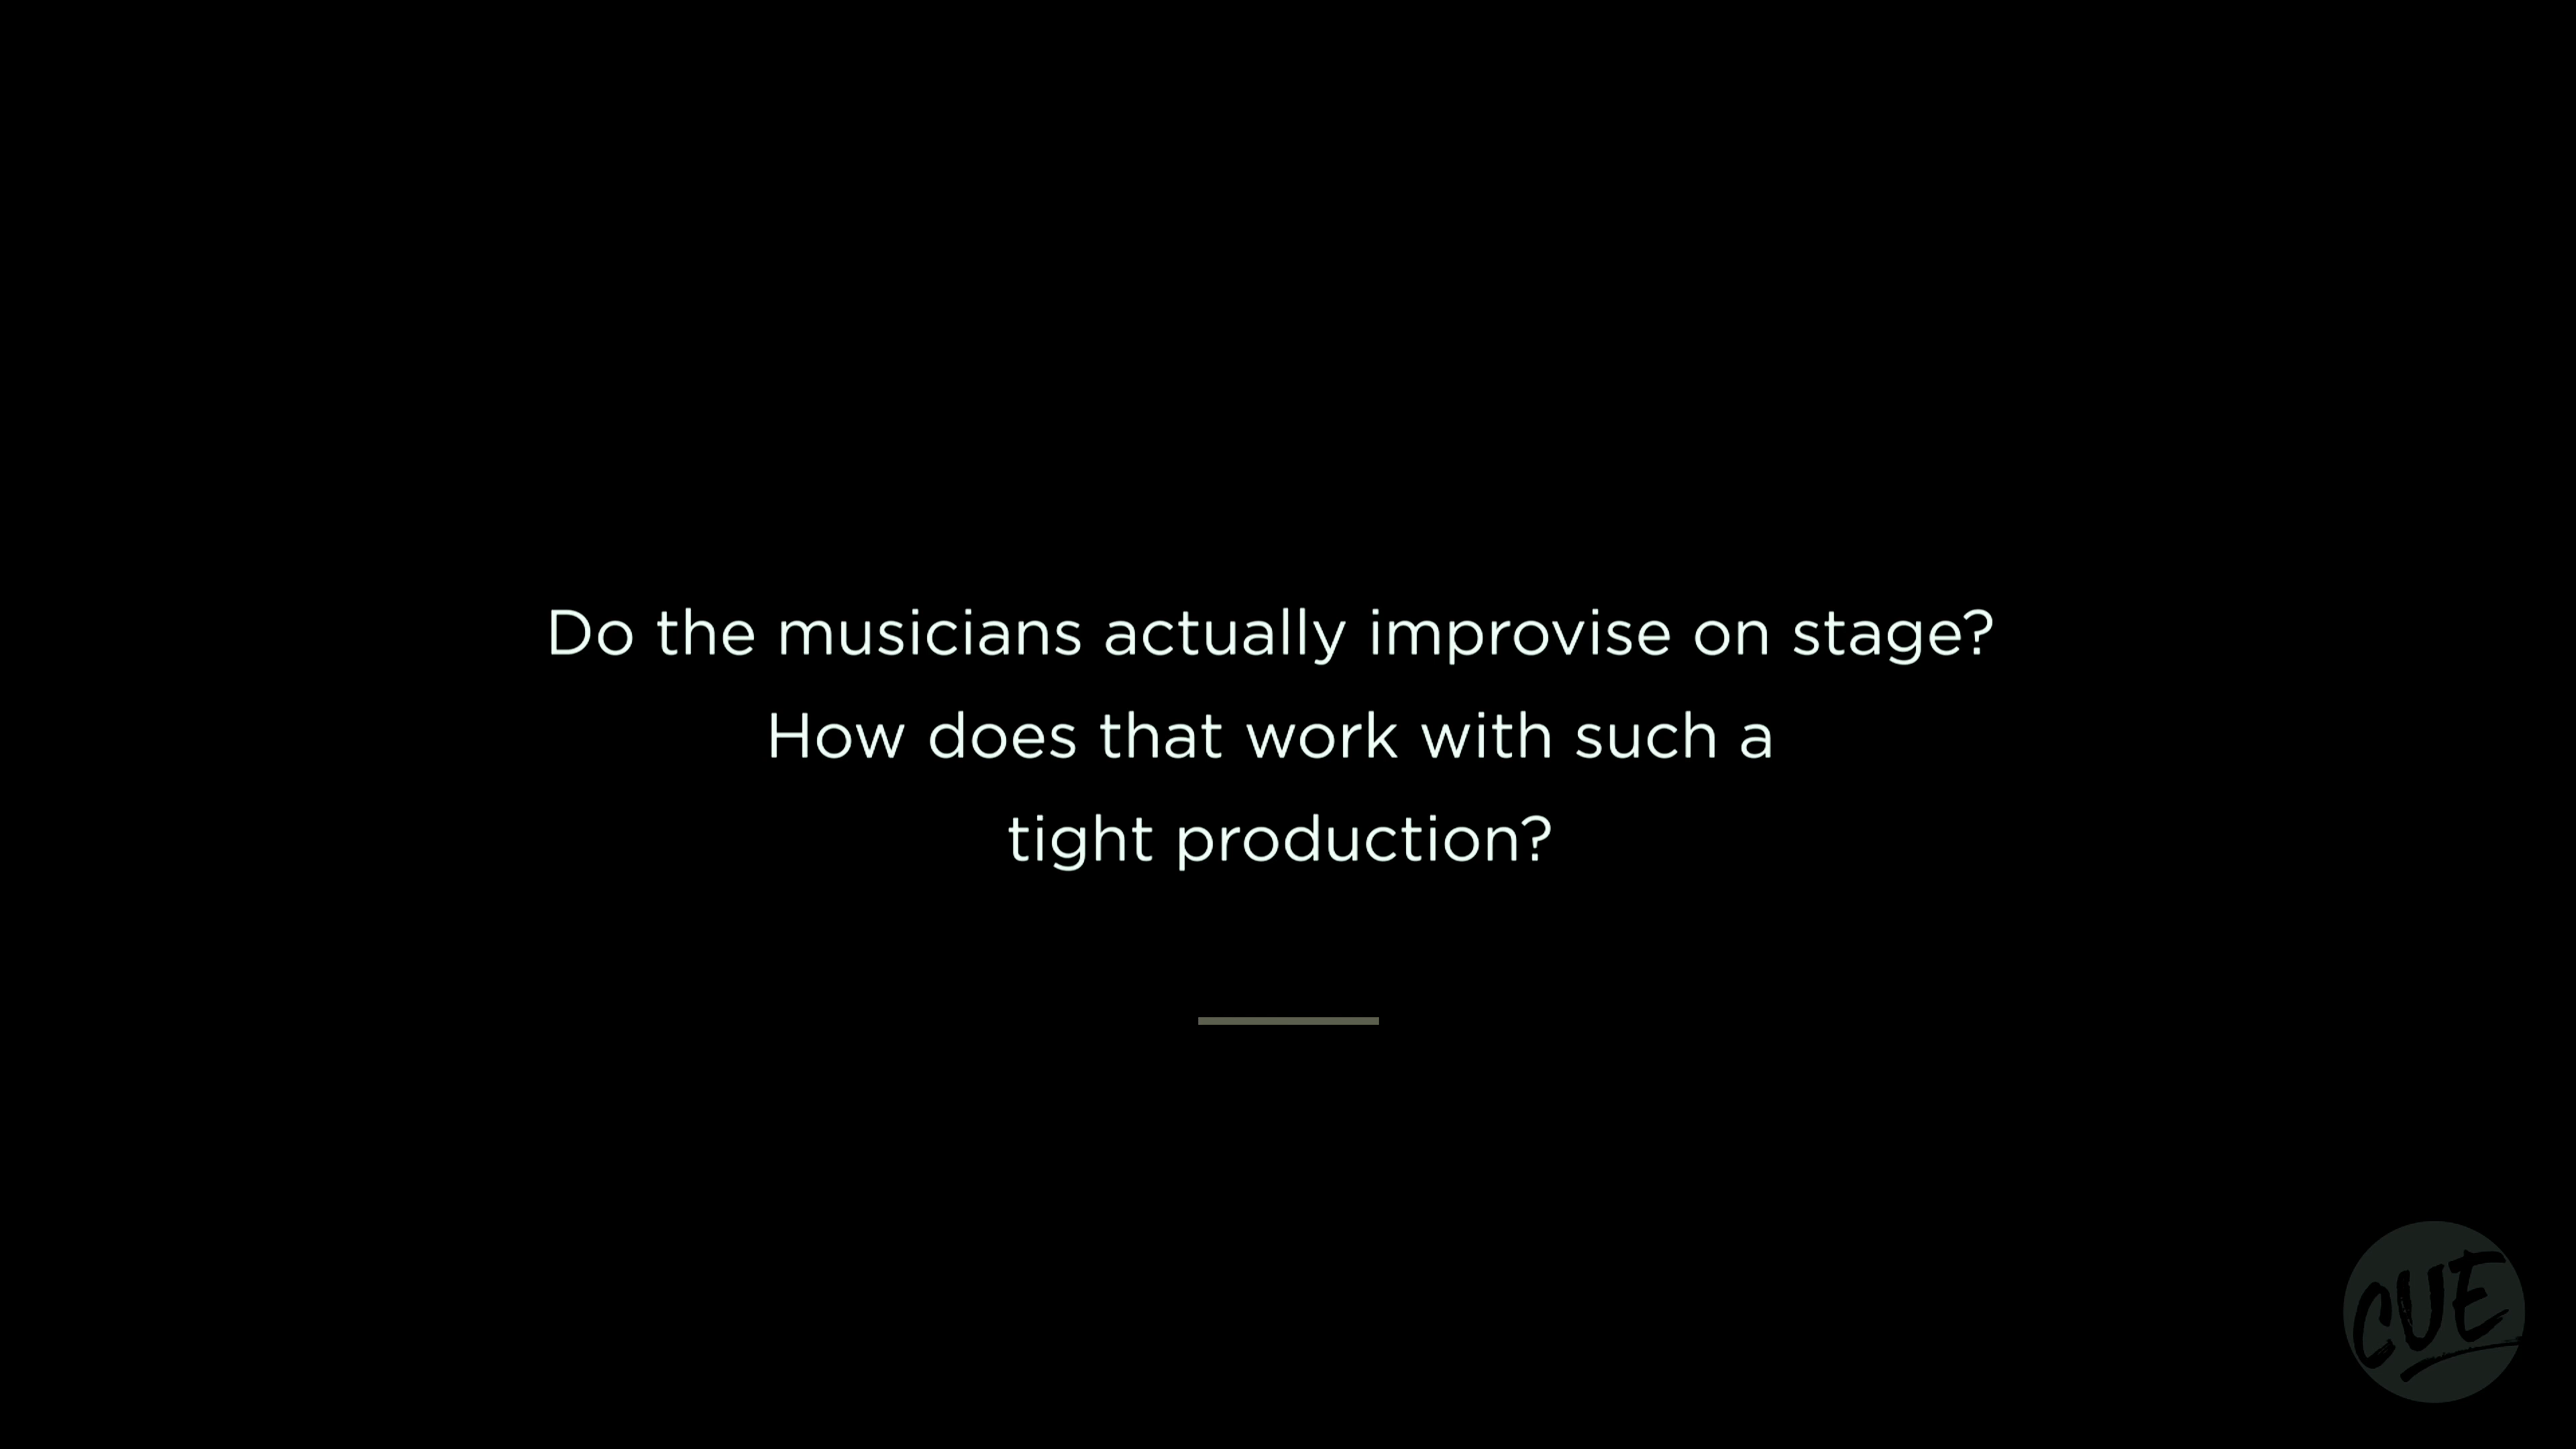 Do the musicians actually improvise on stage?
How does that work with such a
tight production?
CUE